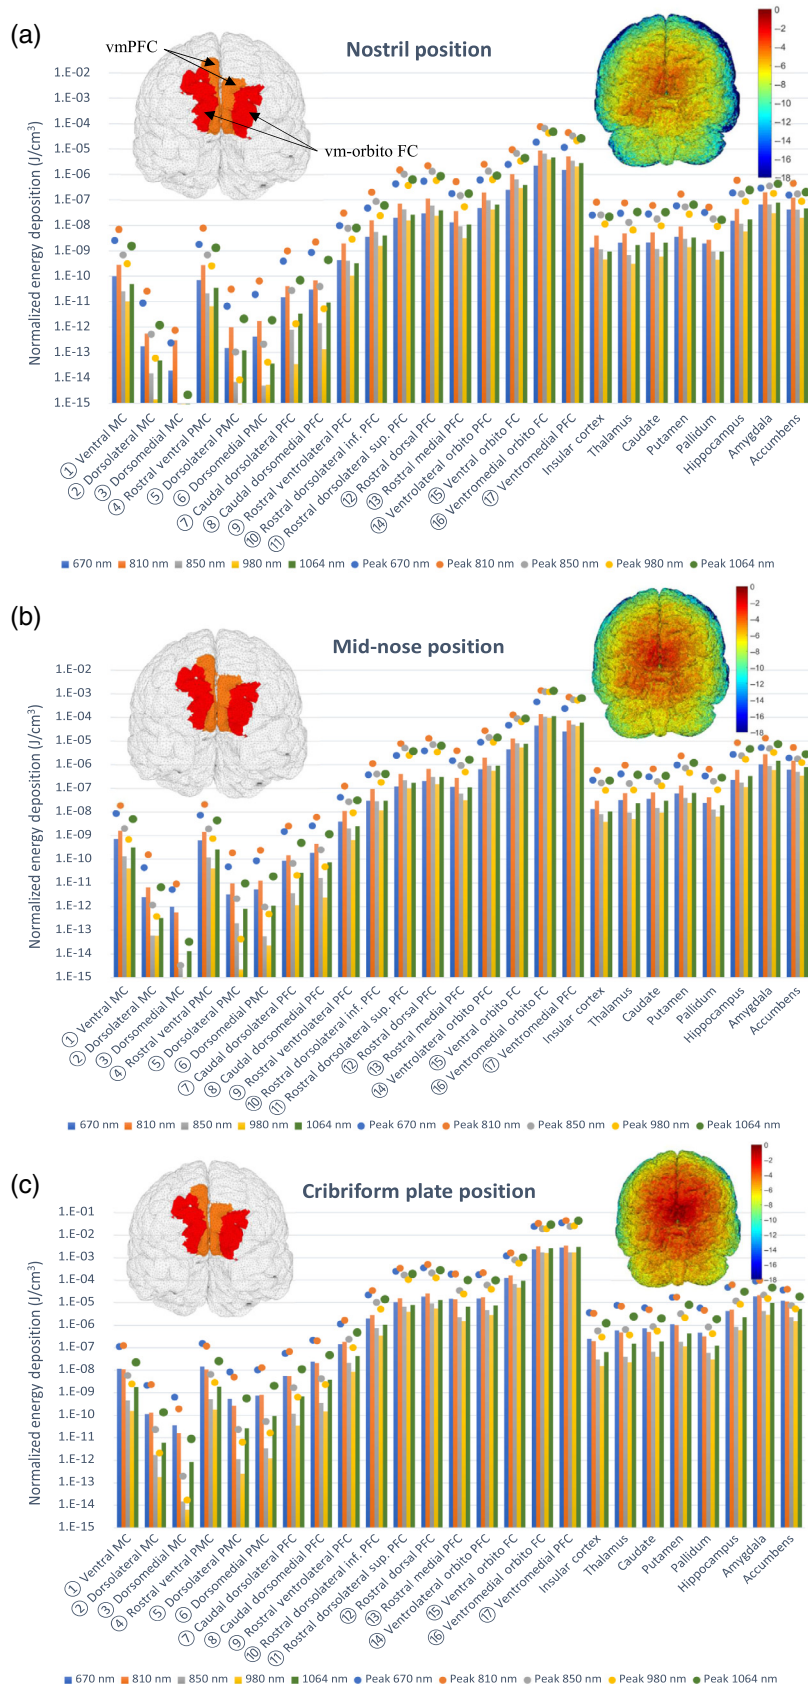 (a)
Nostril position
vmPFC
vm-orbito FC
0
−2
−4
−6
−8
−10
−12
−14
−16
−18
Normalized energy deposition (J/cm³)
1.E-02
1.E-03
1.E-04
1.E-05
1.E-06
1.E-07
1.E-08
1.E-09
1.E-10
1.E-11
1.E-12
1.E-13
1.E-14
1.E-15
① Ventral MC
② Dorsolateral MC
③ Dorsomedial MC
④ Rostral ventral PMC
⑤ Dorsolateral PMC
⑥ Dorsomedial PMC
⑦ Caudal dorsolateral PFC
⑧ Caudal dorsomedial PFC
⑨ Rostral ventrolateral PFC
⑩ Rostral dorsolateral inf. PFC
⑪ Rostral dorsolateral sup. PFC
⑫ Rostral dorsal PFC
⑬ Rostral medial PFC
⑭ Ventrolateral orbito PFC
⑮ Ventral orbito FC
⑯ Ventromedial orbito FC
⑰ Ventromedial PFC
Insular cortex
Thalamus
Caudate
Putamen
Pallidum
Hippocampus
Amygdala
Accumbens
670 nm 810 nm 850 nm 980 nm 1064 nm Peak 670 nm Peak 810 nm Peak 850 nm Peak 980 nm Peak 1064 nm
(b)
Mid-nose position
0
−2
−4
−6
−8
−10
−12
−14
−16
−18
Normalized energy deposition (J/cm³)
1.E-02
1.E-03
1.E-04
1.E-05
1.E-06
1.E-07
1.E-08
1.E-09
1.E-10
1.E-11
1.E-12
1.E-13
1.E-14
1.E-15
① Ventral MC
② Dorsolateral MC
③ Dorsomedial MC
④ Rostral ventral PMC
⑤ Dorsolateral PMC
⑥ Dorsomedial PMC
⑦ Caudal dorsolateral PFC
⑧ Caudal dorsomedial PFC
⑨ Rostral ventrolateral PFC
⑩ Rostral dorsolateral inf. PFC
⑪ Rostral dorsolateral sup. PFC
⑫ Rostral dorsal PFC
⑬ Rostral medial PFC
⑭ Ventrolateral orbito PFC
⑮ Ventral orbito FC
⑯ Ventromedial orbito FC
⑰ Ventromedial PFC
Insular cortex
Thalamus
Caudate
Putamen
Pallidum
Hippocampus
Amygdala
Accumbens
670 nm 810 nm 850 nm 980 nm 1064 nm Peak 670 nm Peak 810 nm Peak 850 nm Peak 980 nm Peak 1064 nm
(c)
Cribriform plate position
0
−2
−4
−6
−8
−10
−12
−14
−16
−18
Normalized energy deposition (J/cm³)
1.E-01
1.E-02
1.E-03
1.E-04
1.E-05
1.E-06
1.E-07
1.E-08
1.E-09
1.E-10
1.E-11
1.E-12
1.E-13
1.E-14
1.E-15
① Ventral MC
② Dorsolateral MC
③ Dorsomedial MC
④ Rostral ventral PMC
⑤ Dorsolateral PMC
⑥ Dorsomedial PMC
⑦ Caudal dorsolateral PFC
⑧ Caudal dorsomedial PFC
⑨ Rostral ventrolateral PFC
⑩ Rostral dorsolateral inf. PFC
⑪ Rostral dorsolateral sup. PFC
⑫ Rostral dorsal PFC
⑬ Rostral medial PFC
⑭ Ventrolateral orbito PFC
⑮ Ventral orbito FC
⑯ Ventromedial orbito FC
⑰ Ventromedial PFC
Insular cortex
Thalamus
Caudate
Putamen
Pallidum
Hippocampus
Amygdala
Accumbens
670 nm 810 nm 850 nm 980 nm 1064 nm Peak 670 nm Peak 810 nm Peak 850 nm Peak 980 nm Peak 1064 nm